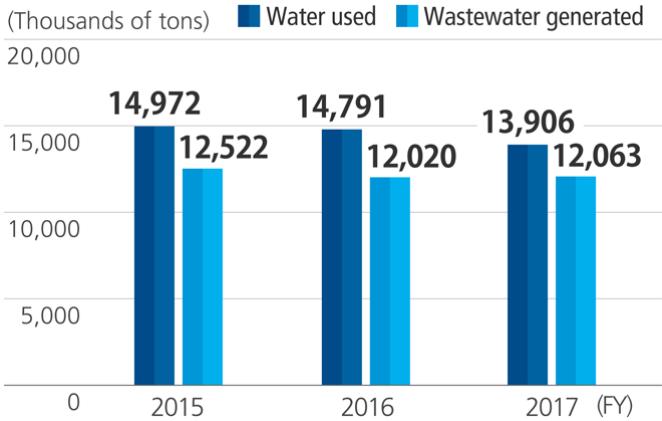 (Thousands of tons) Water used Wastewater generated
20,000
14,972 14,791 13,906
15,000 12,522 12,020 12,063
10,000
5,000
0
2015 2016 2017 (FY)